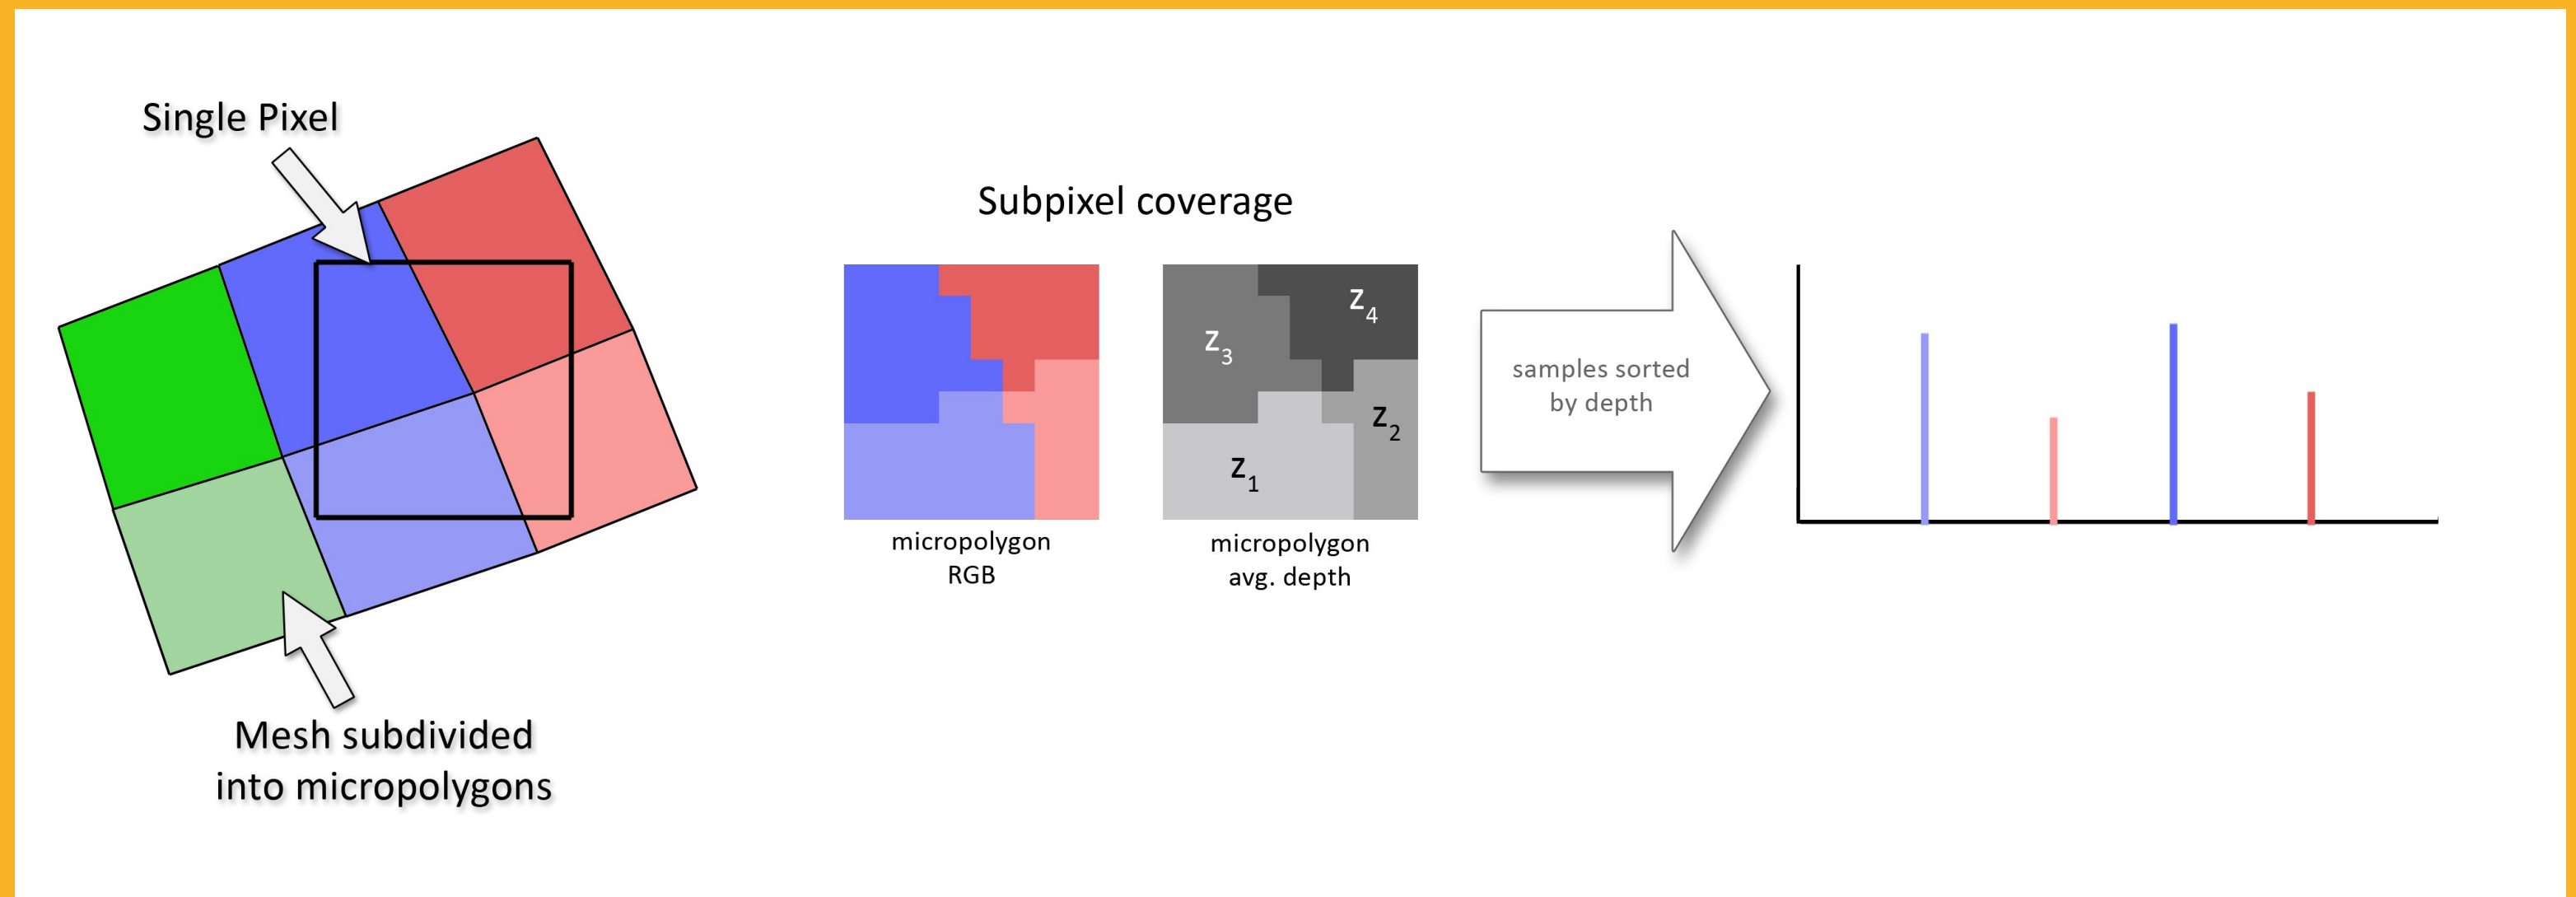 Single Pixel
Mesh subdivided
into micropolygons
Subpixel coverage
micropolygon
RGB
Z3
Z4
Z2
Z1
micropolygon
avg. depth
samples sorted
by depth